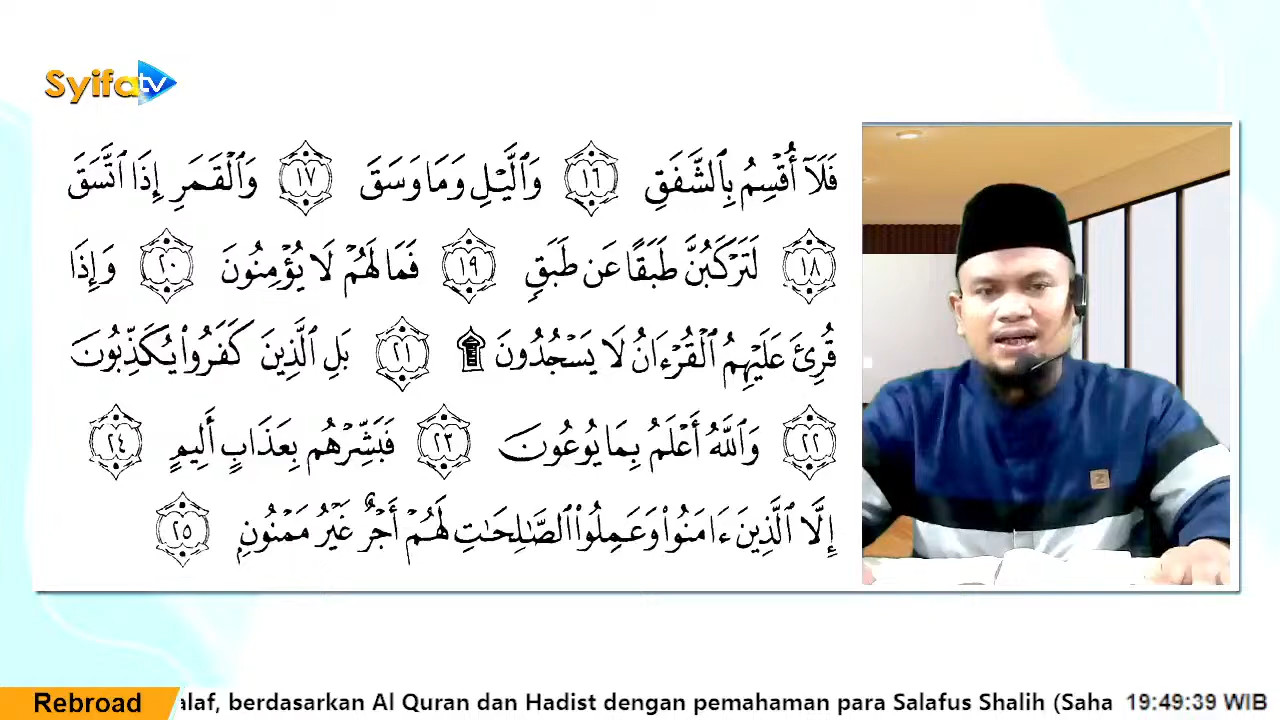 Syifa tv
فَلَآ أُقْسِمُ بِٱلشَّفَقِ ١٦ وَٱلَّيْلِ وَمَا وَسَقَ ١٧ وَٱلْقَمَرِ إِذَا ٱتَّسَقَ
١٨ لَتَرْكَبُنَّ طَبَقًا عَن طَبَقٍ ١٩ فَمَا لَهُمْ لَا يُؤْمِنُونَ ٢٠ وَإِذَا
قُرِئَ عَلَيْهِمُ ٱلْقُرْءَانُ لَا يَسْجُدُونَ ۩ ٢١ بَلِ ٱلَّذِينَ كَفَرُوا۟ يُكَذِّبُونَ
٢٢ وَٱللَّهُ أَعْلَمُ بِمَا يُوعُونَ ٢٣ فَبَشِّرْهُم بِعَذَابٍ أَلِيمٍ ٢٤
إِلَّا ٱلَّذِينَ ءَامَنُوا۟ وَعَمِلُوا۟ ٱلصَّٰلِحَٰتِ لَهُمْ أَجْرٌ غَيْرُ مَمْنُونٍۭ ٢٥
Z
Rebroad alaf, berdasarkan Al Quran dan Hadist dengan pemahaman para Salafus Shalih (Saha 19:49:39 WIB